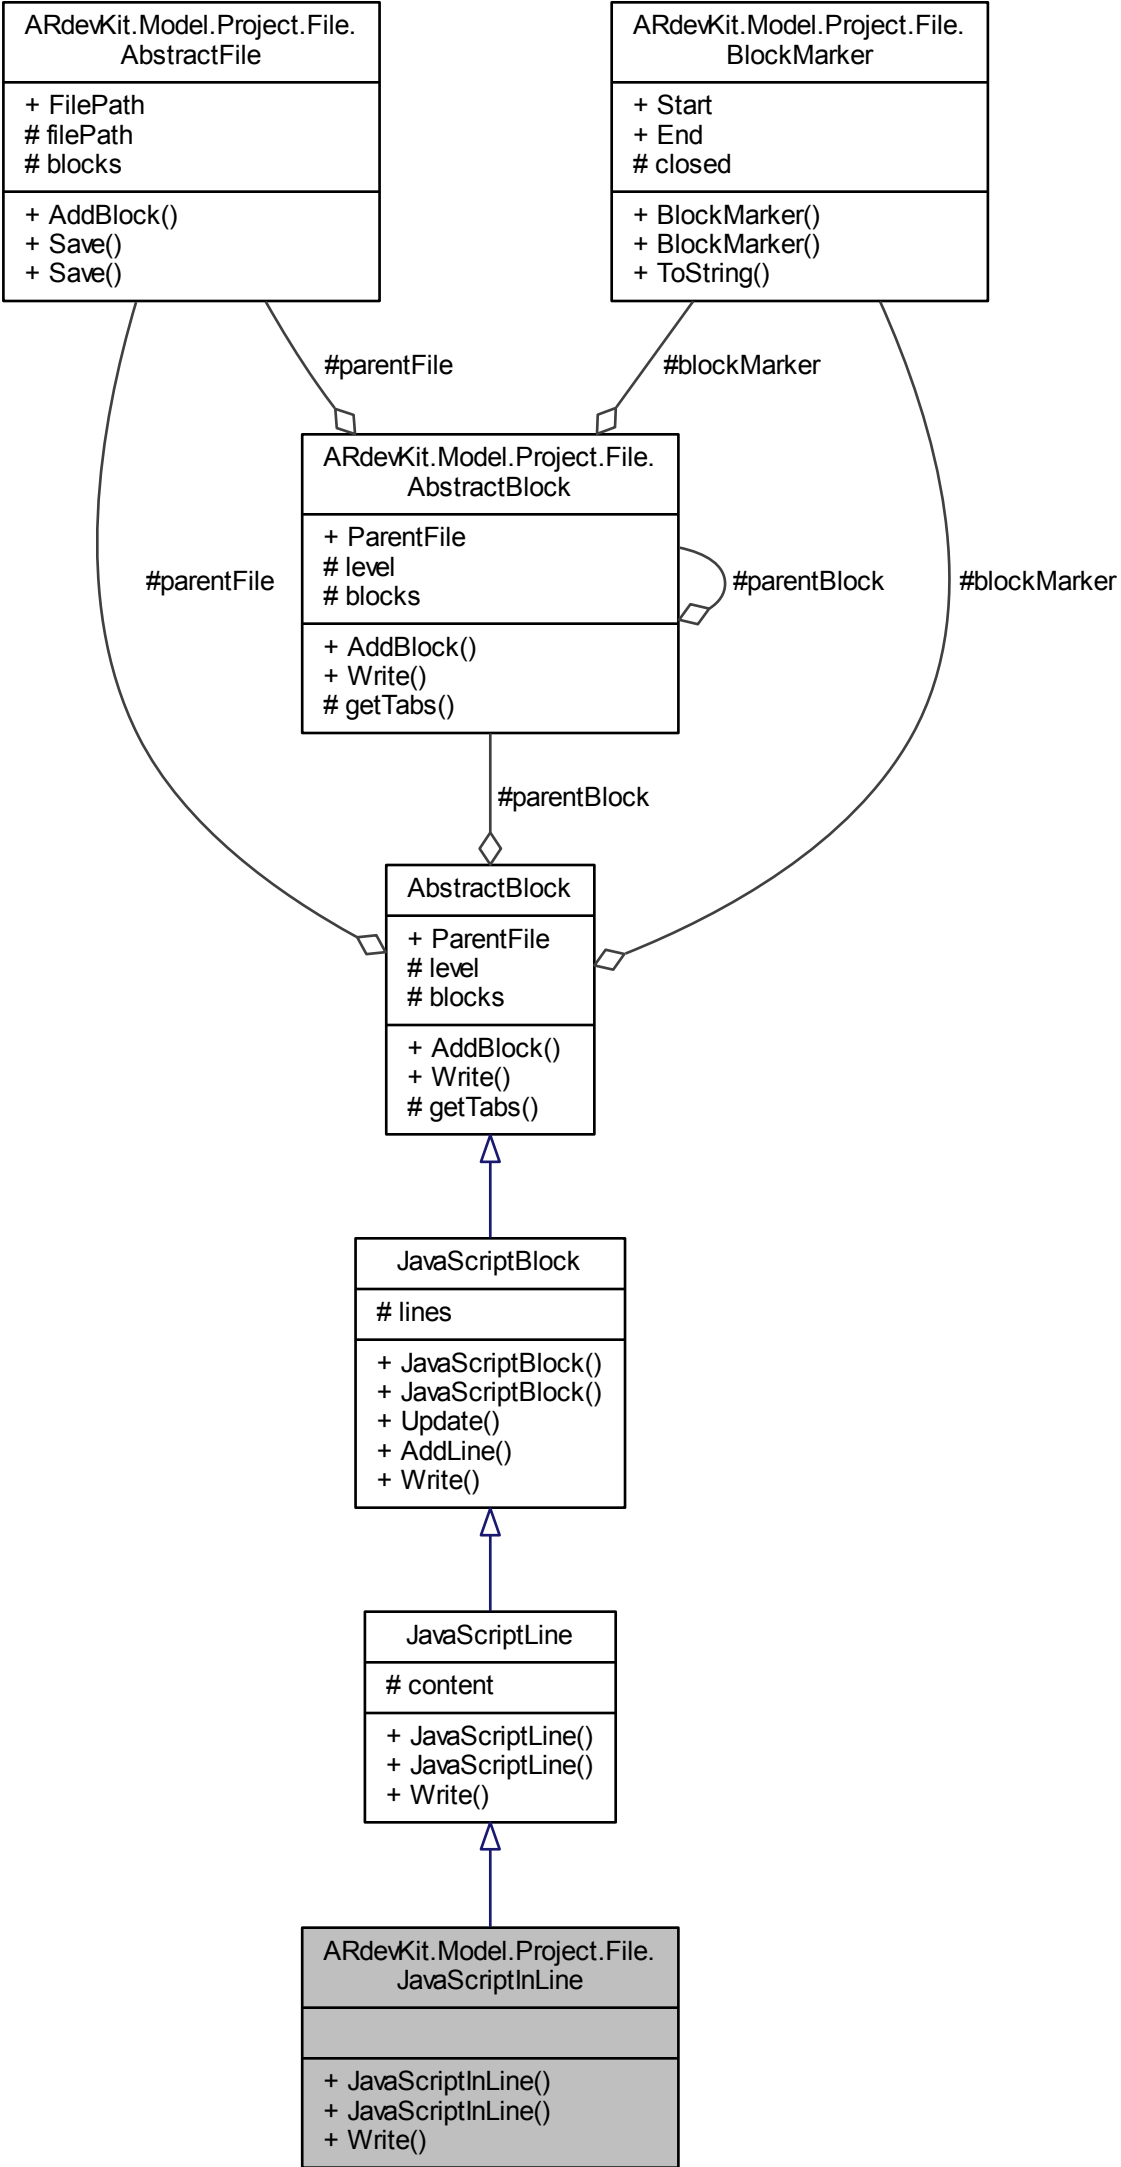 ARdevKit.Model.Project.File.
AbstractFile
+ FilePath
# filePath
# blocks
+ AddBlock()
+ Save()
+ Save()
ARdevKit.Model.Project.File.
BlockMarker
+ Start
+ End
# closed
+ BlockMarker()
+ BlockMarker()
+ ToString()
#parentFile
#blockMarker
ARdevKit.Model.Project.File.
AbstractBlock
+ ParentFile
# level
# blocks
+ AddBlock()
+ Write()
# getTabs()
#parentFile
#parentBlock
#blockMarker
#parentBlock
AbstractBlock
+ ParentFile
# level
# blocks
+ AddBlock()
+ Write()
# getTabs()
JavaScriptBlock
# lines
+ JavaScriptBlock()
+ JavaScriptBlock()
+ Update()
+ AddLine()
+ Write()
JavaScriptLine
# content
+ JavaScriptLine()
+ JavaScriptLine()
+ Write()
ARdevKit.Model.Project.File.
JavaScriptInLine
+ JavaScriptInLine()
+ JavaScriptInLine()
+ Write()